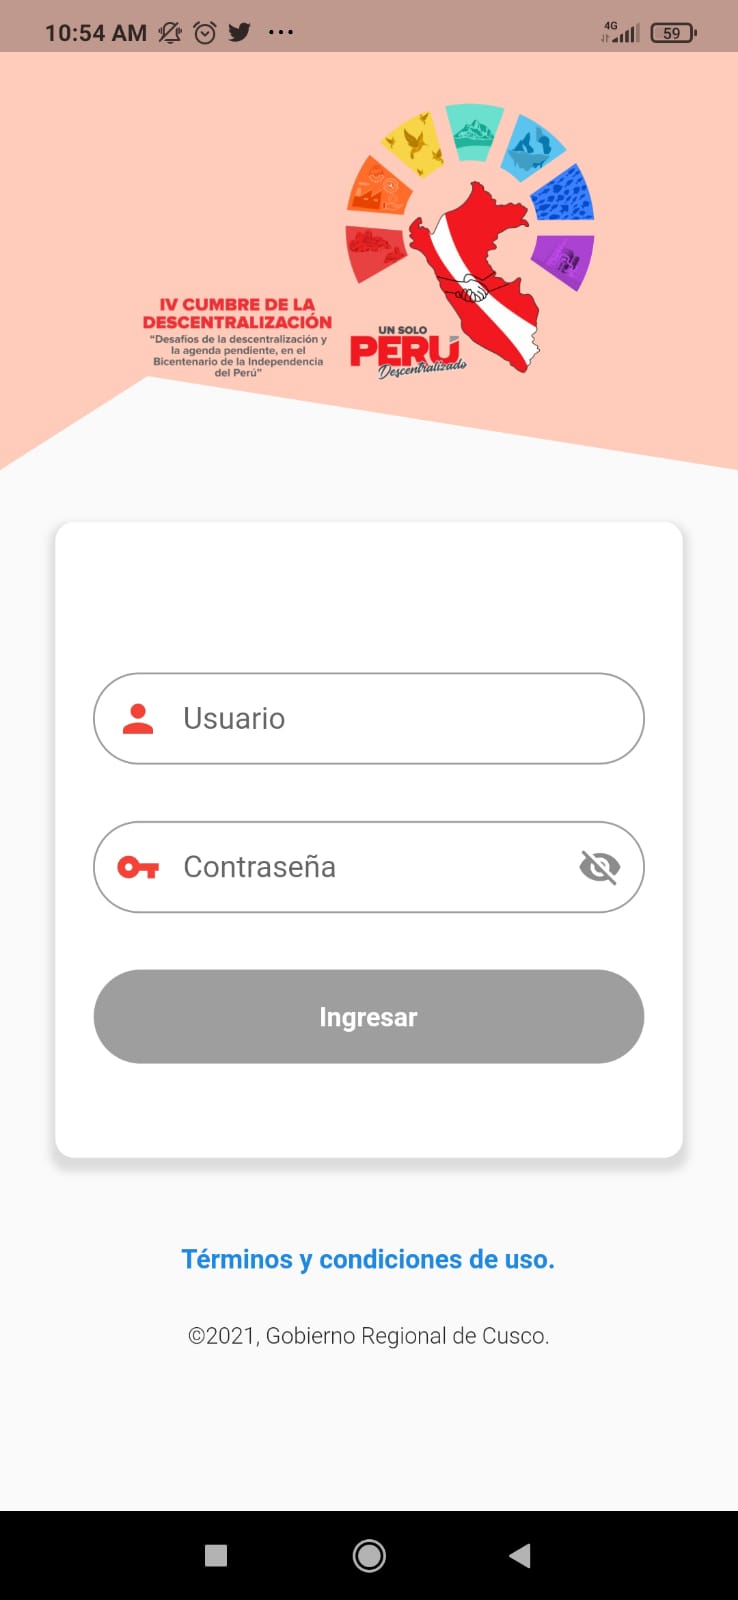 10:54 AM
4G
59
IV CUMBRE DE LA
DESCENTRALIZACIÓN
"Desafíos de la descentralización y
la agenda pendiente, en el
Bicentenario de la Independencia
del Perú"
UN SOLO
PERÚ
Descentralizado
Usuario
Contraseña
Ingresar
Términos y condiciones de uso.
©2021, Gobierno Regional de Cusco.